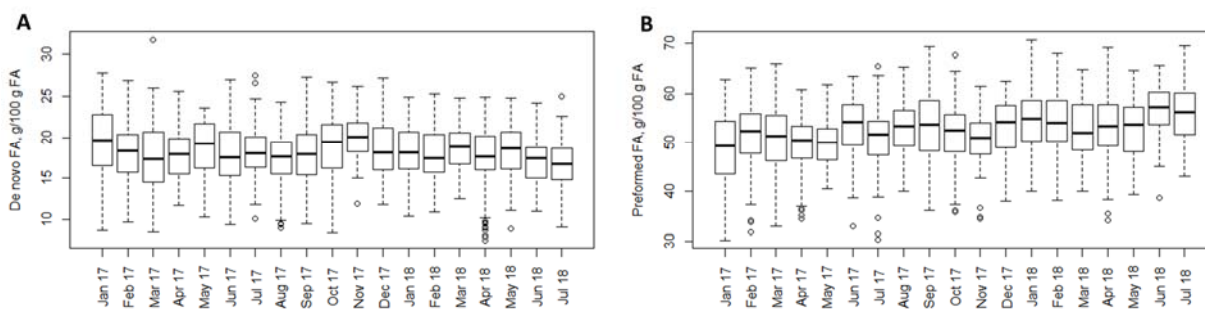 A
De novo FA, g/100 g FA
30
25
20
15
10
Jan 17
Feb 17
Mar 17
Apr 17
May 17
Jun 17
Jul 17
Aug 17
Sep 17
Oct 17
Nov 17
Dec 17
Jan 18
Feb 18
Mar 18
Apr 18
May 18
Jun 18
Jul 18
B
Preformed FA, g/100 g FA
70
60
50
40
30
Jan 17
Feb 17
Mar 17
Apr 17
May 17
Jun 17
Jul 17
Aug 17
Sep 17
Oct 17
Nov 17
Dec 17
Jan 18
Feb 18
Mar 18
Apr 18
May 18
Jun 18
Jul 18